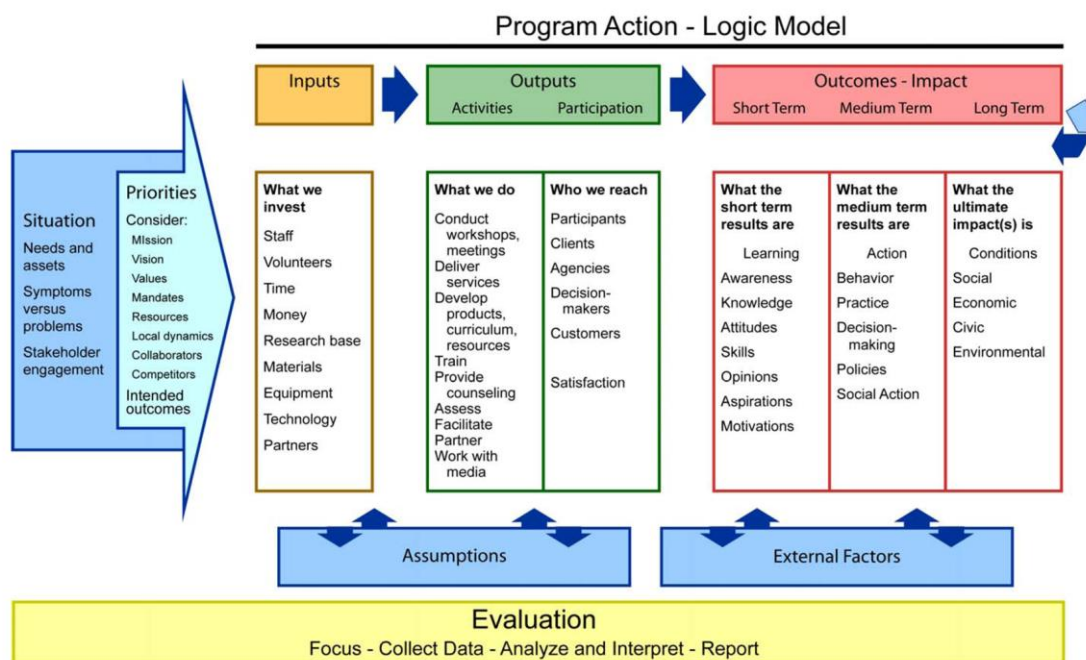 Program Action - Logic Model
Inputs
Outputs
Activities Participation
Outcomes - Impact
Short Term Medium Term Long Term
Situation
Needs and
assets
Symptoms
versus
problems
Stakeholder
engagement
Priorities
Consider:
MIssion
Vision
Values
Mandates
Resources
Local dynamics
Collaborators
Competitors
Intended
outcomes
What we
invest
Staff
Volunteers
Time
Money
Research base
Materials
Equipment
Technology
Partners
What we do
Conduct
workshops,
meetings
Deliver
services
Develop
products,
curriculum,
resources
Train
Provide
counseling
Assess
Facilitate
Partner
Work with
media
Who we reach
Participants
Clients
Agencies
Decision-
makers
Customers
Satisfaction
What the
short term
results are
Learning
Awareness
Knowledge
Attitudes
Skills
Opinions
Aspirations
Motivations
What the
medium term
results are
Action
Behavior
Practice
Decision-
making
Policies
Social Action
What the
ultimate
impact(s) is
Conditions
Social
Economic
Civic
Environmental
Assumptions
External Factors
Evaluation
Focus - Collect Data - Analyze and Interpret - Report